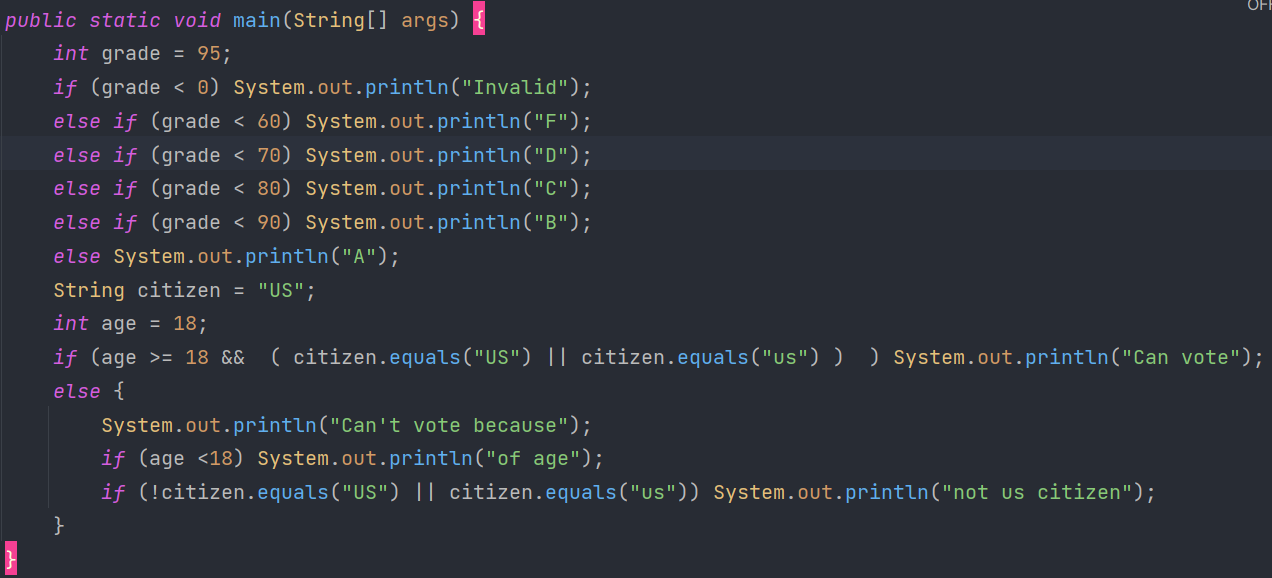 OFF
public static void main(String[] args) {
    int grade = 95;
    if (grade < 0) System.out.println("Invalid");
    else if (grade < 60) System.out.println("F");
    else if (grade < 70) System.out.println("D");
    else if (grade < 80) System.out.println("C");
    else if (grade < 90) System.out.println("B");
    else System.out.println("A");
    String citizen = "US";
    int age = 18;
    if (age >= 18 &&  ( citizen.equals("US") || citizen.equals("us") )  ) System.out.println("Can vote");
    else {
        System.out.println("Can't vote because");
        if (age <18) System.out.println("of age");
        if (!citizen.equals("US") || citizen.equals("us")) System.out.println("not us citizen");
    }
}